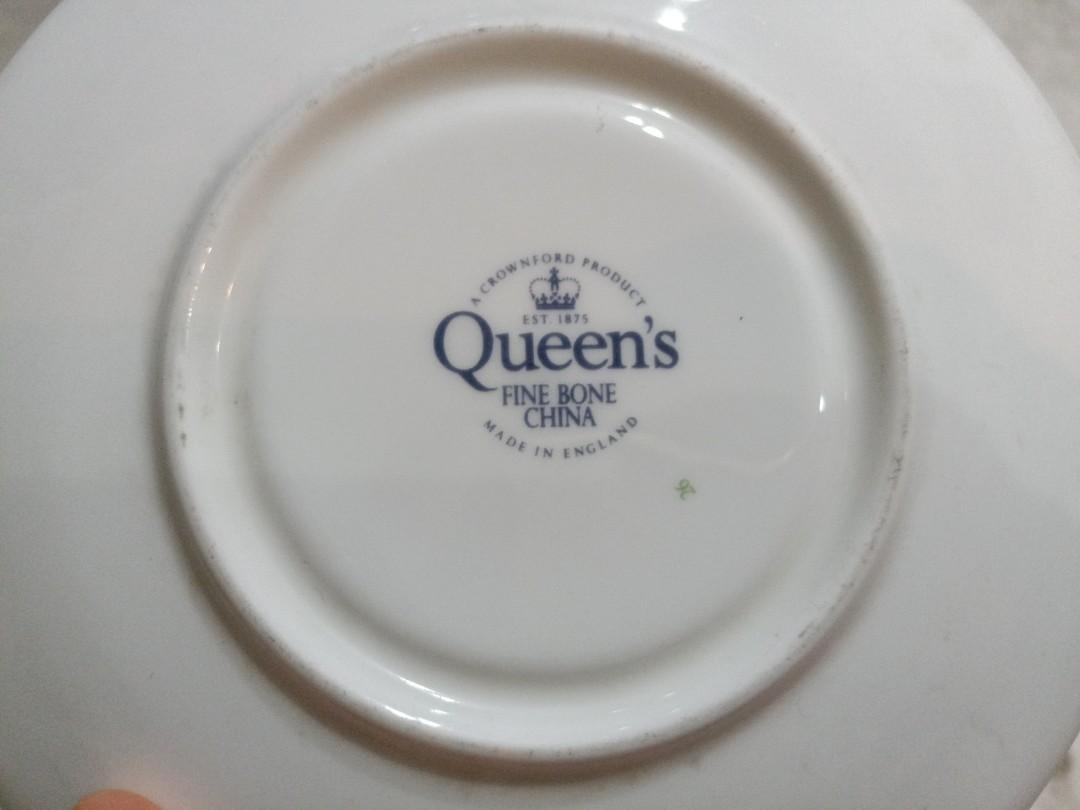 A CROWNFORD PRODUCT
EST. 1875
Queen's
FINE BONE
CHINA
MADE IN ENGLAND